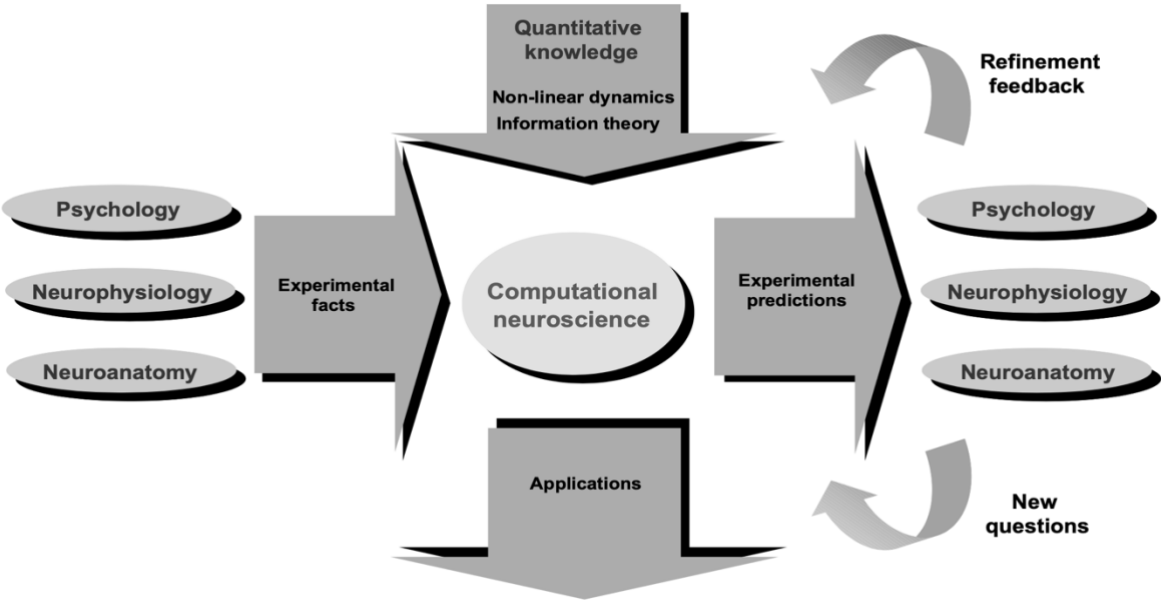 Quantitative
knowledge
Non-linear dynamics
Information theory
Refinement
feedback
Psychology
Neurophysiology
Neuroanatomy
Experimental
facts
Computational
neuroscience
Experimental
predictions
Psychology
Neurophysiology
Neuroanatomy
Applications
New
questions